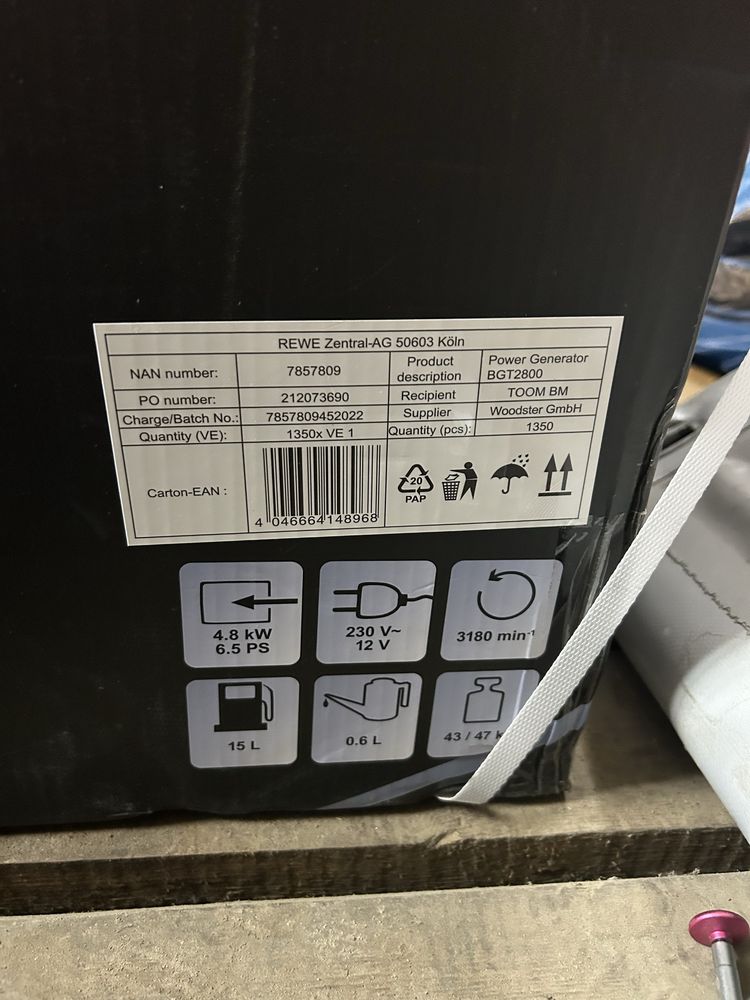 REWE Zentral-AG 50603 Köln
NAN number: 7857809 Product description Power Generator BGT2800
PO number: 212073690 Recipient TOOM BM
Charge/Batch No.: 7857809452022 Supplier Woodster GmbH
Quantity (VE): 1350x VE 1 Quantity (pcs): 1350
Carton-EAN :
4 046664 148968
20
PAP
4.8 kW
6.5 PS
230 V~
12 V
3180 min⁻¹
15 L
0.6 L
43 / 47